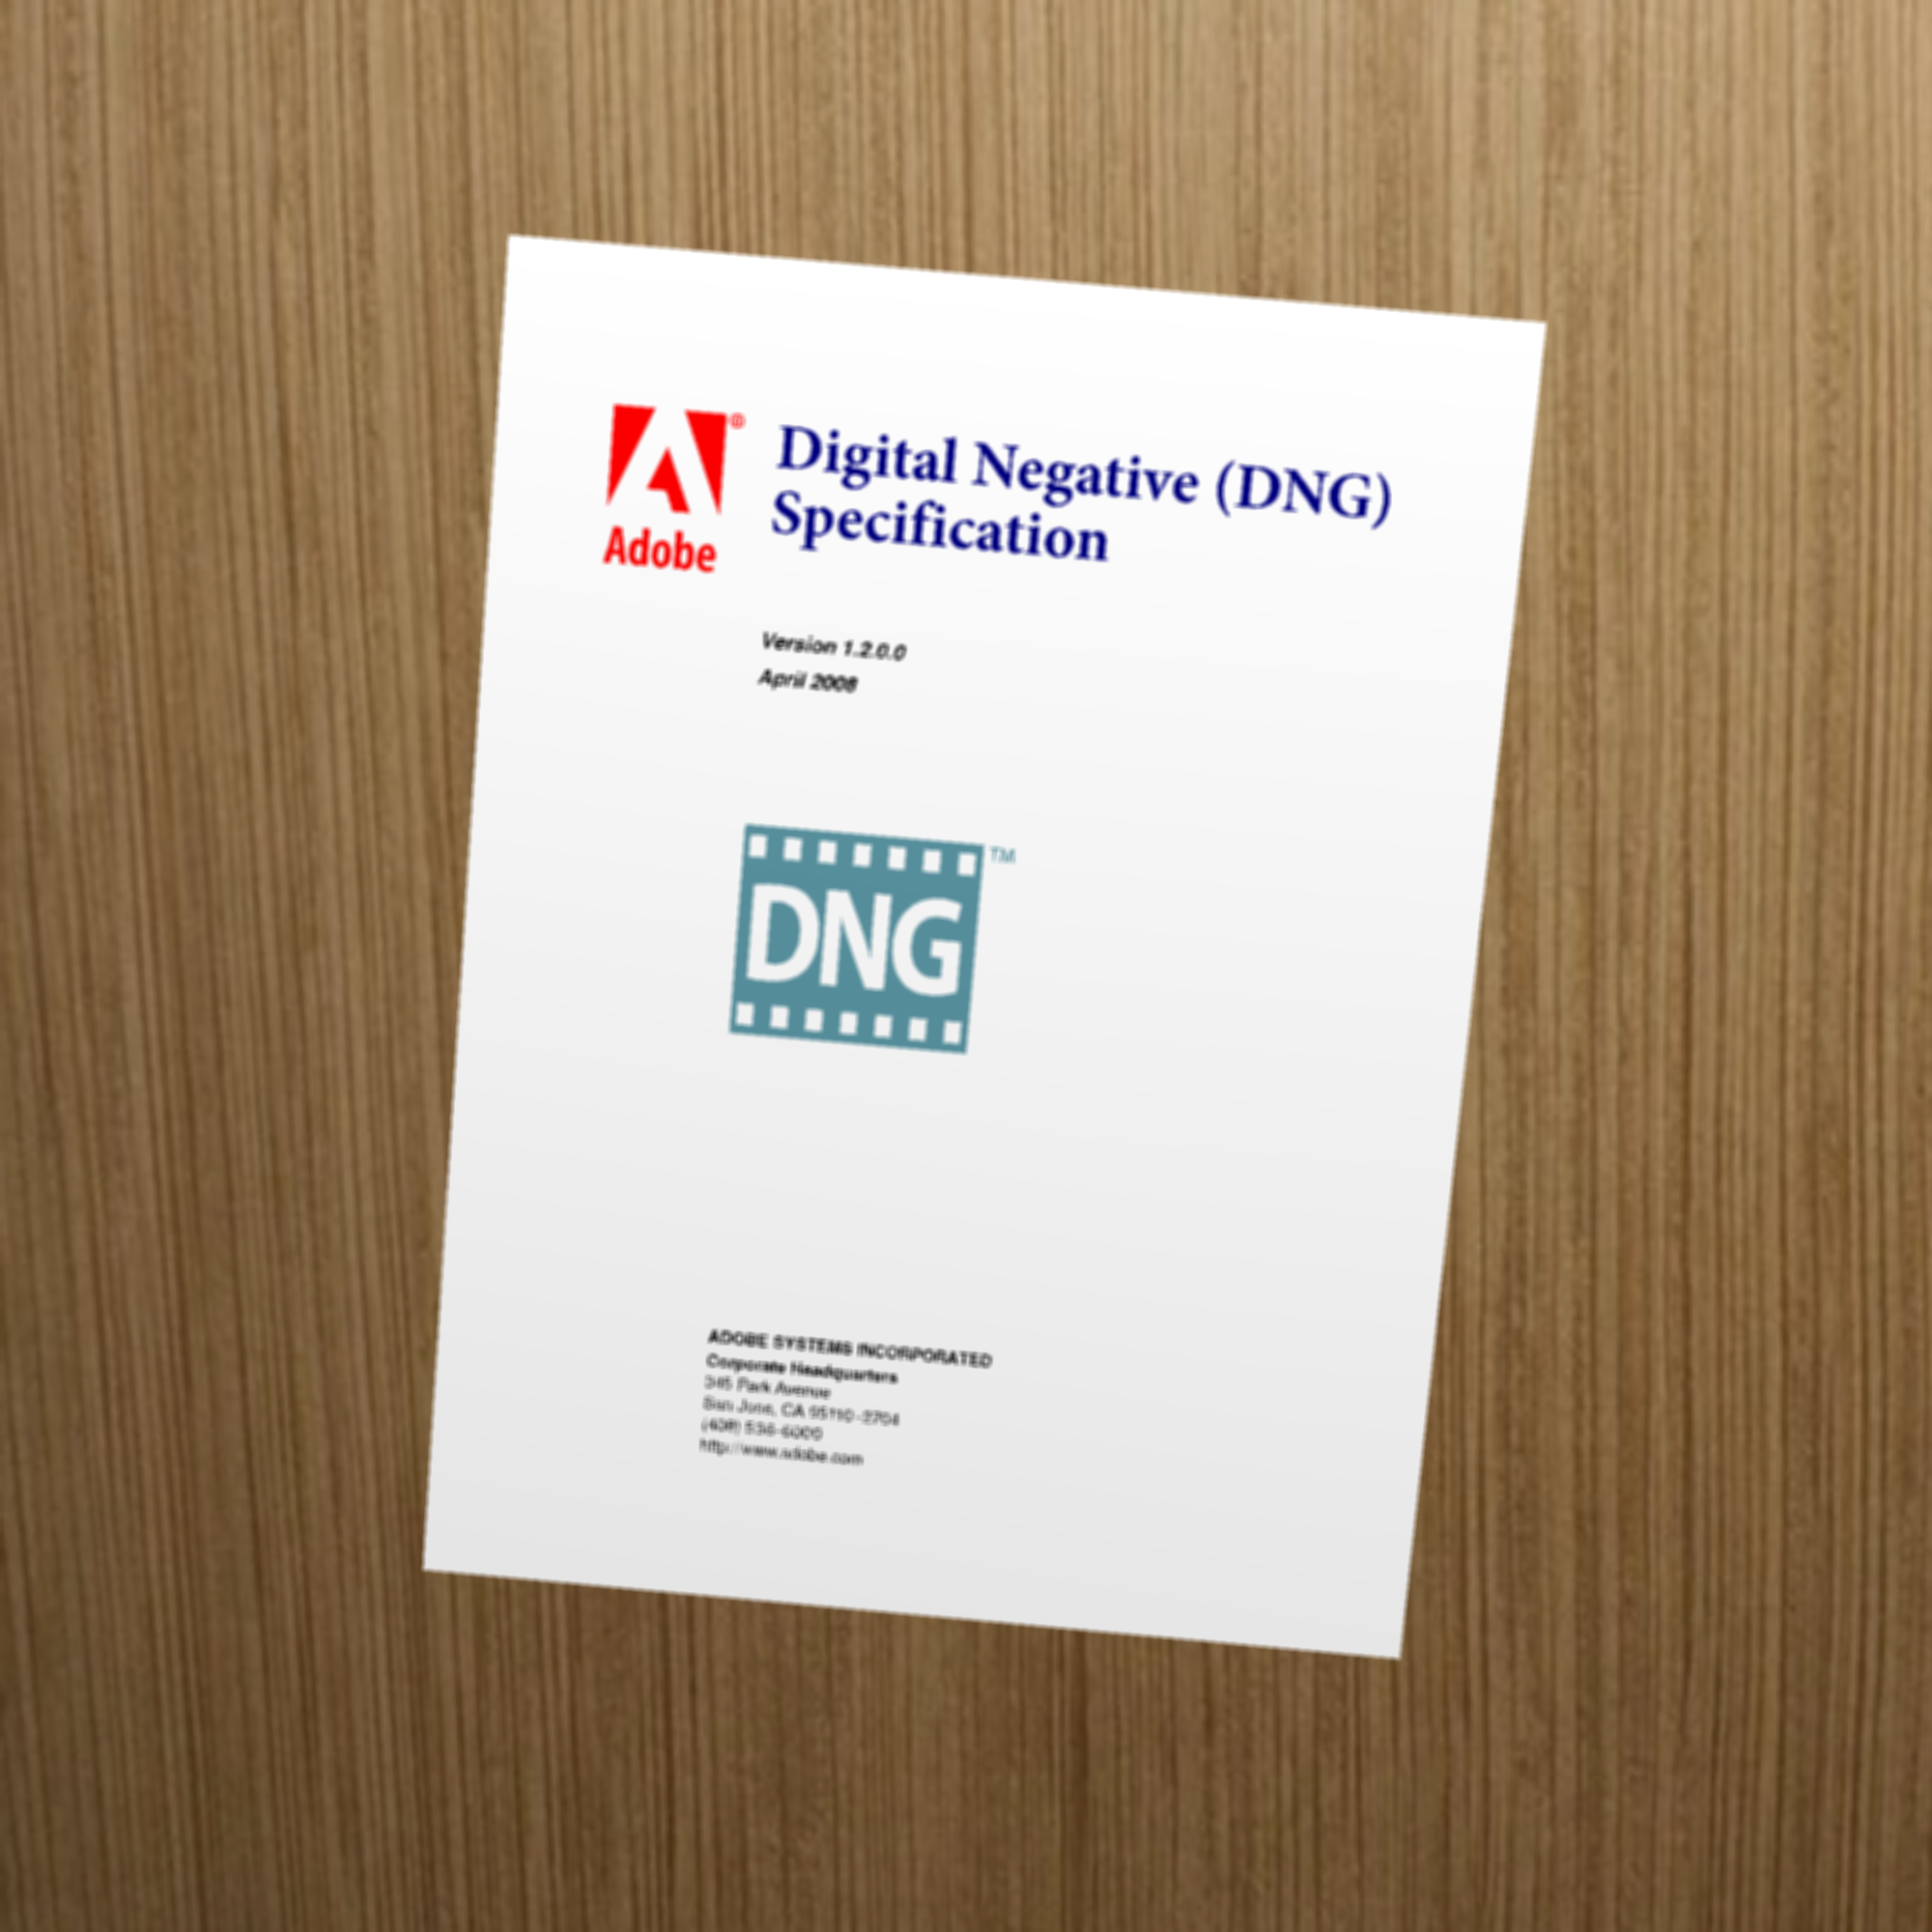 Adobe®
Digital Negative (DNG)
Specification
Version 1.2.0.0
April 2008
DNG™
ADOBE SYSTEMS INCORPORATED
Corporate Headquarters
345 Park Avenue
San Jose, CA 95110-2704
(408) 536-6000
http://www.adobe.com